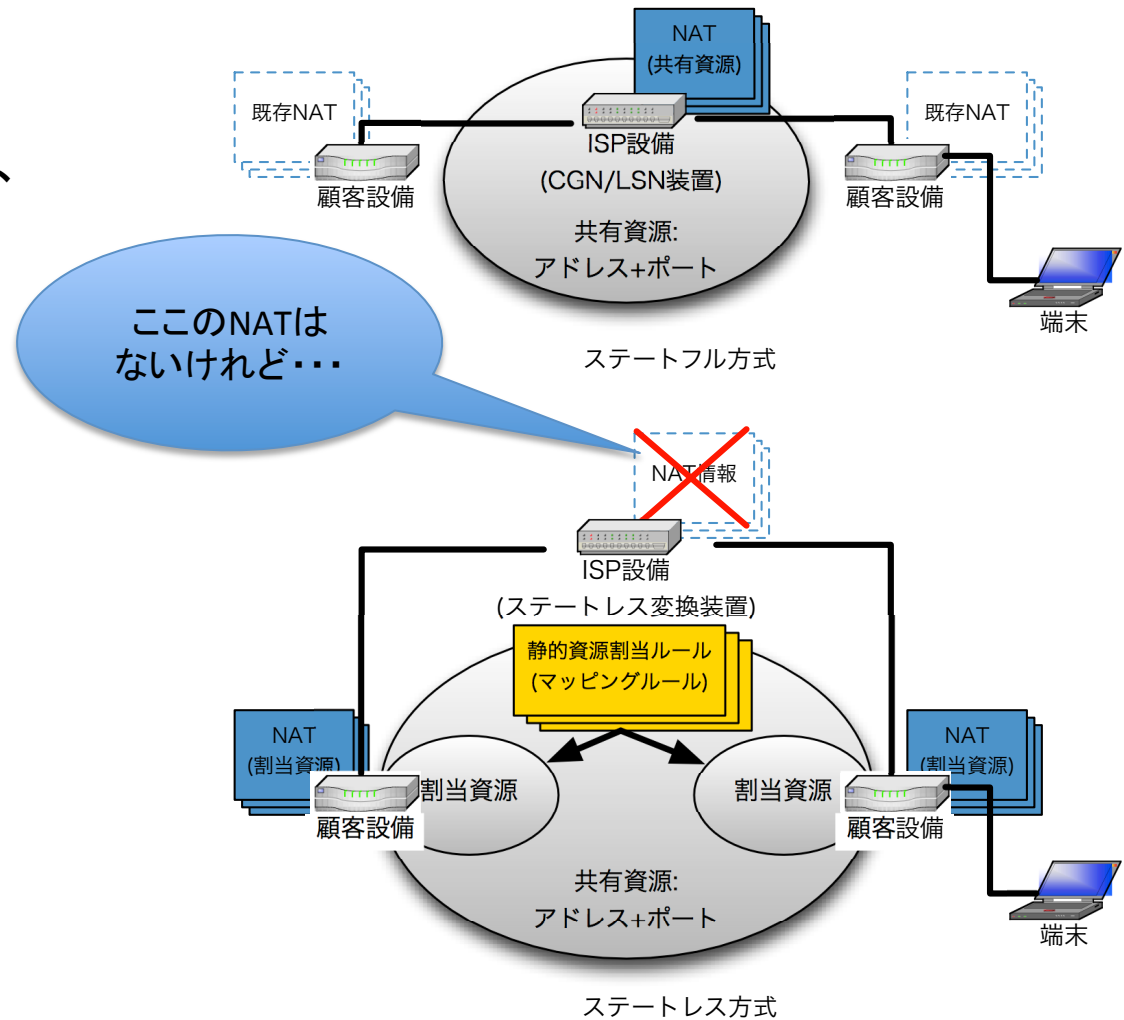 NAT
(共有資源)
既存NAT
既存NAT
ISP設備
(CGN/LSN装置)
顧客設備
顧客設備
、
共有資源:
アドレス+ポート
端末
ステートフル方式
ここのNATは
ないけれど・・・
NAT情報
ISP設備
(ステートレス変換装置)
静的資源割当ルール
(マッピングルール)
NAT
(割当資源)
NAT
(割当資源)
割当資源
割当資源
顧客設備
顧客設備
共有資源:
アドレス+ポート
端末
ステートレス方式